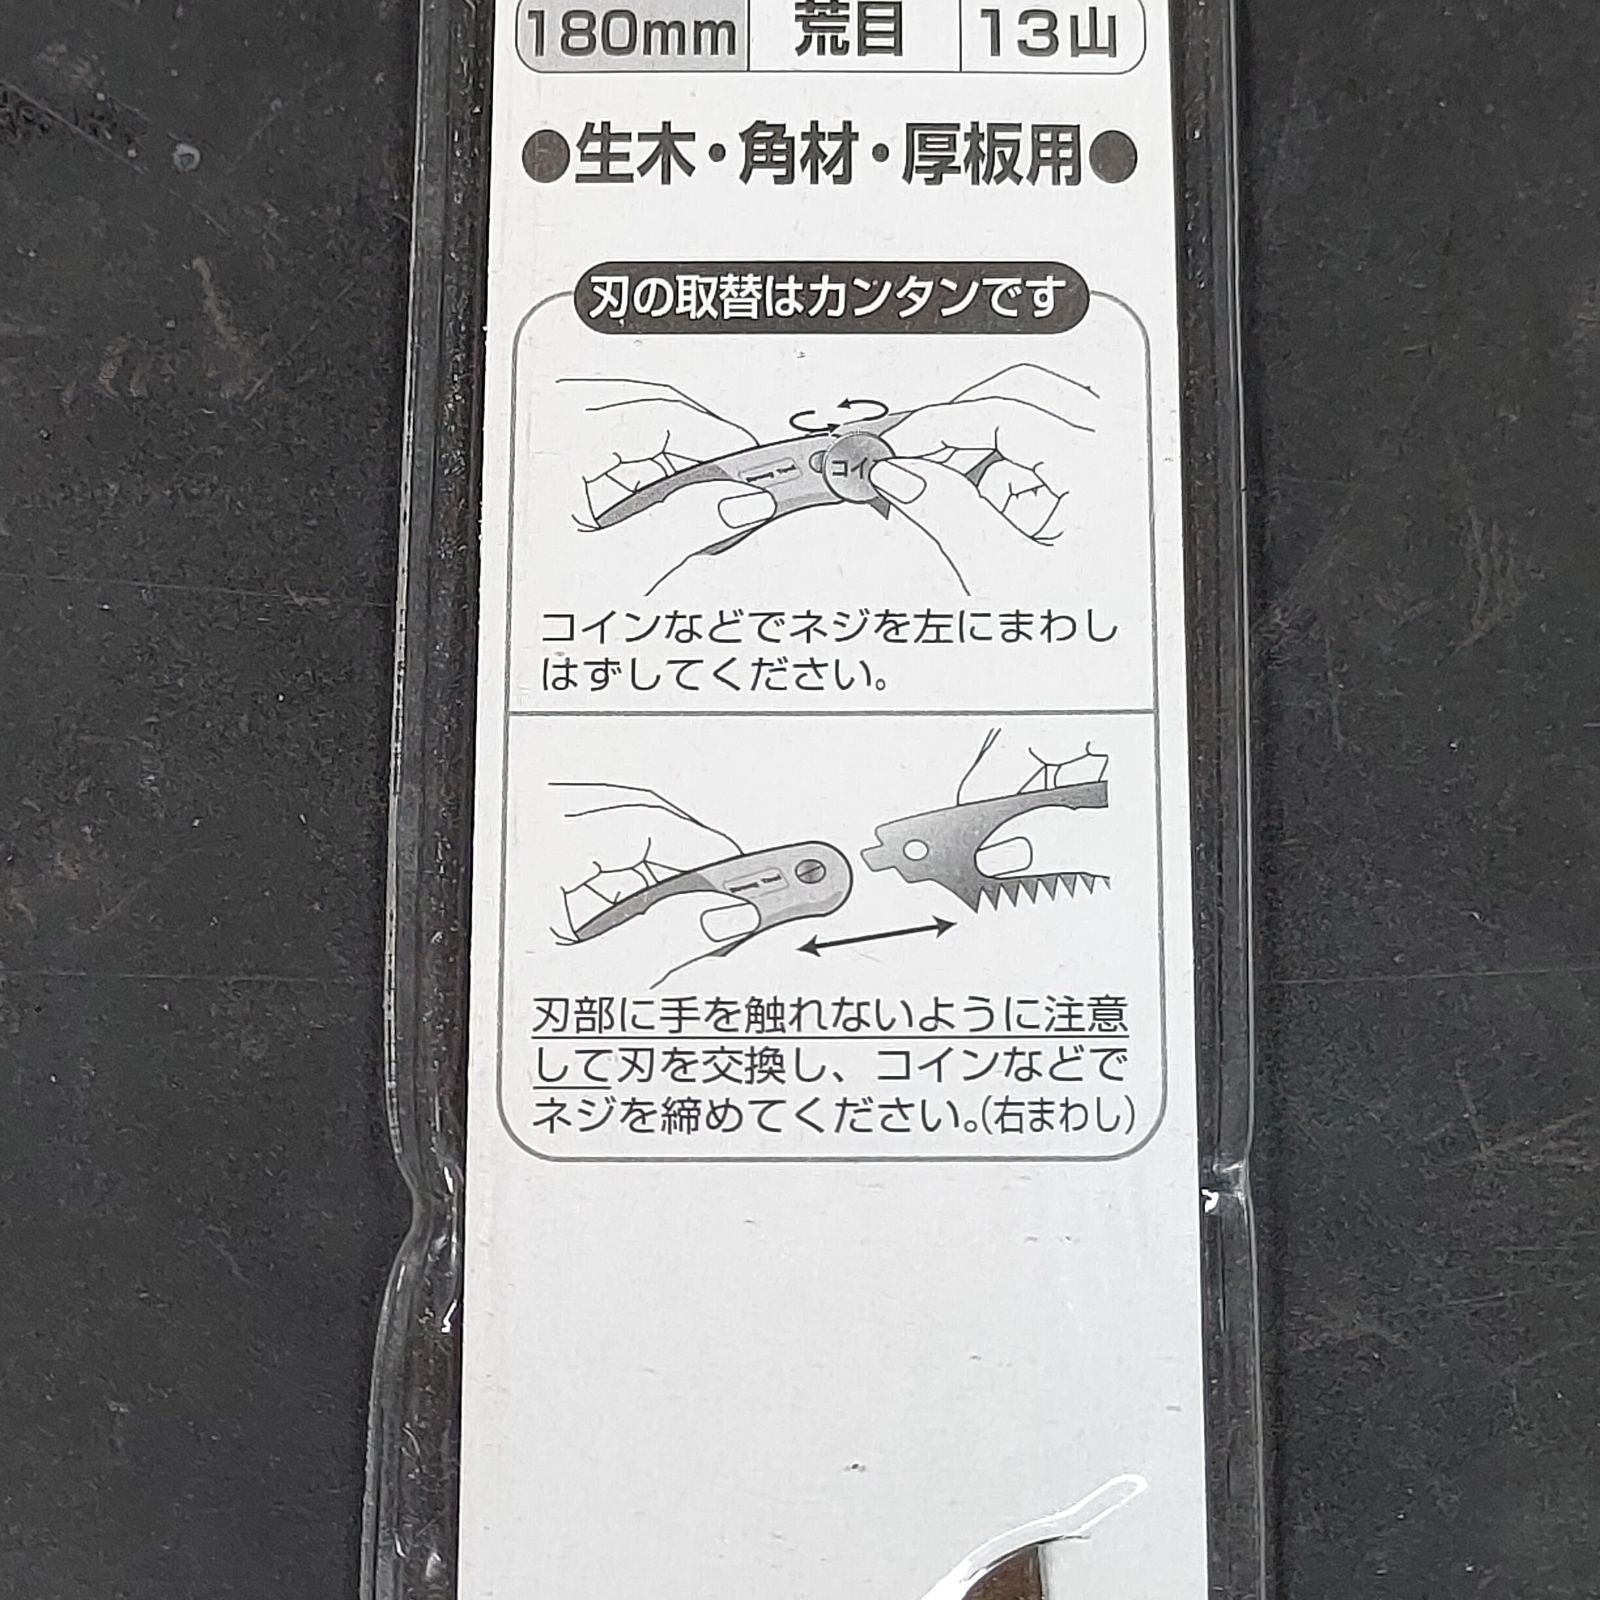 180mm 荒目 13山
●生木・角材・厚板用●
刃の取替はカンタンです
コイン
コインなどでネジを左にまわし
はずしてください。
刃部に手を触れないように注意
して刃を交換し、コインなどで
ネジを締めてください。(右まわし)